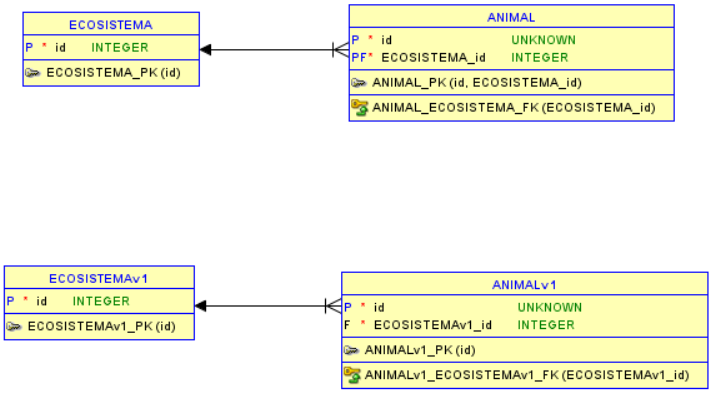 ECOSISTEMA
P * id INTEGER
ECOSISTEMA_PK (id)
ANIMAL
P * id UNKNOWN
PF* ECOSISTEMA_id INTEGER
ANIMAL_PK (id, ECOSISTEMA_id)
ANIMAL_ECOSISTEMA_FK (ECOSISTEMA_id)
ECOSISTEMAv1
P * id INTEGER
ECOSISTEMAv1_PK (id)
ANIMALv1
P * id UNKNOWN
F * ECOSISTEMAv1_id INTEGER
ANIMALv1_PK (id)
ANIMALv1_ECOSISTEMAv1_FK (ECOSISTEMAv1_id)